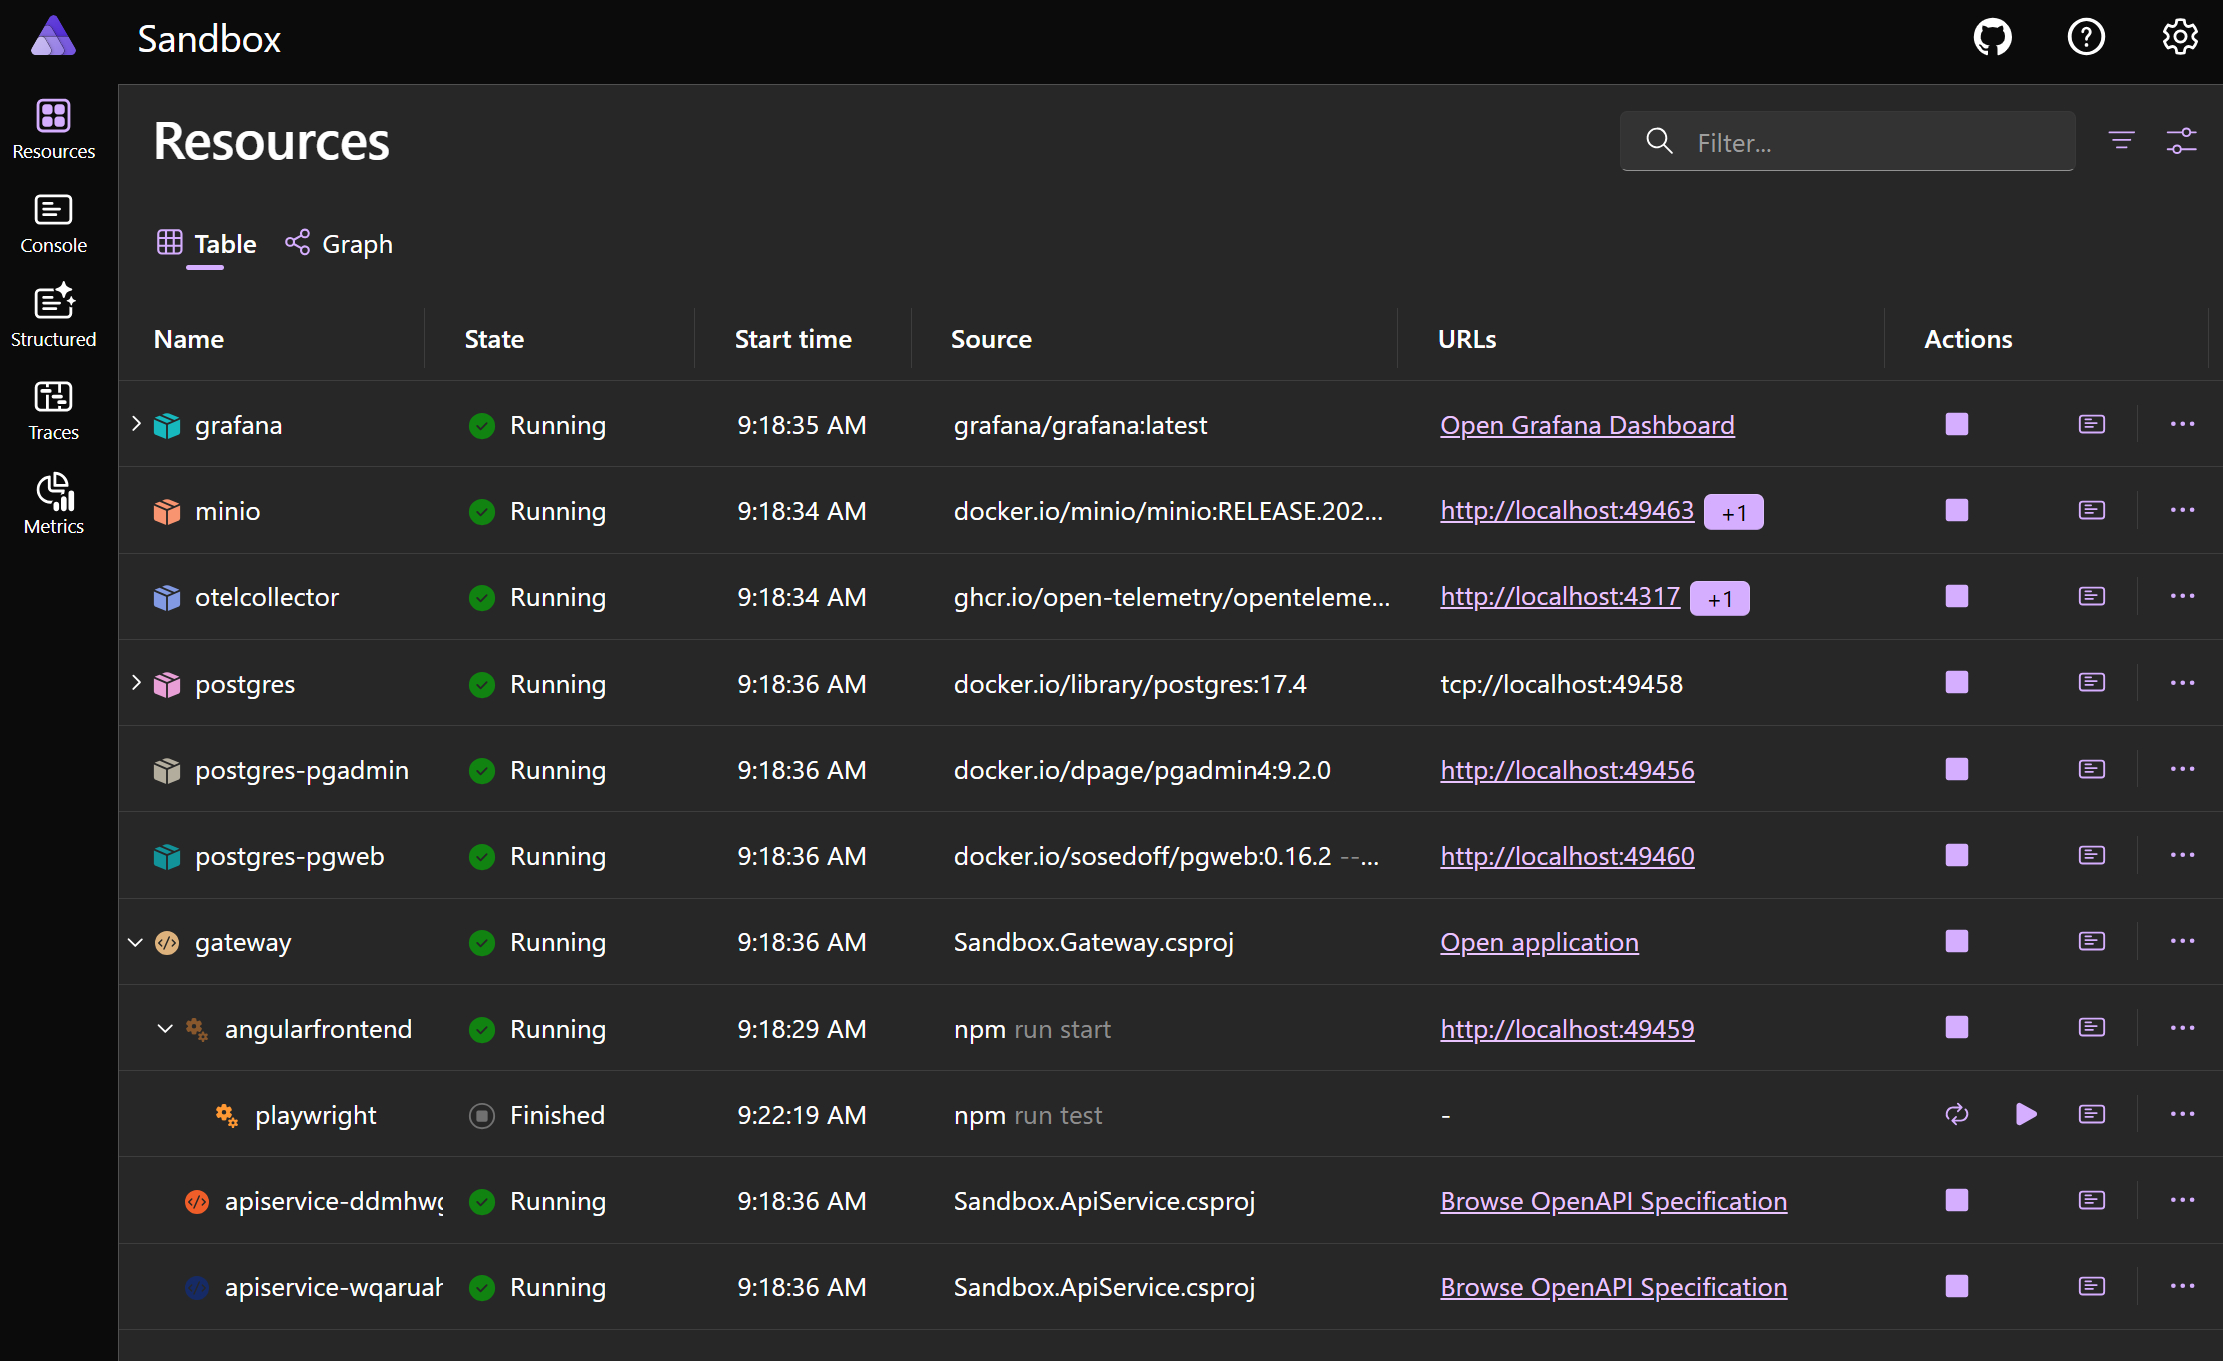 Sandbox
Resources
Console
Structured
Traces
Metrics
Resources
Filter...
Table Graph
Name State Start time Source URLs Actions
grafana Running 9:18:35 AM grafana/grafana:latest Open Grafana Dashboard
minio Running 9:18:34 AM docker.io/minio/minio:RELEASE.202... http://localhost:49463 +1
otelcollector Running 9:18:34 AM ghcr.io/open-telemetry/openteleme... http://localhost:4317 +1
postgres Running 9:18:36 AM docker.io/library/postgres:17.4 tcp://localhost:49458
postgres-pgadmin Running 9:18:36 AM docker.io/dpage/pgadmin4:9.2.0 http://localhost:49456
postgres-pgweb Running 9:18:36 AM docker.io/sosedoff/pgweb:0.16.2 --... http://localhost:49460
gateway Running 9:18:36 AM Sandbox.Gateway.csproj Open application
angularfrontend Running 9:18:29 AM npm run start http://localhost:49459
playwright Finished 9:22:19 AM npm run test -
apiservice-ddmhwg Running 9:18:36 AM Sandbox.ApiService.csproj Browse OpenAPI Specification
apiservice-wqaruah Running 9:18:36 AM Sandbox.ApiService.csproj Browse OpenAPI Specification